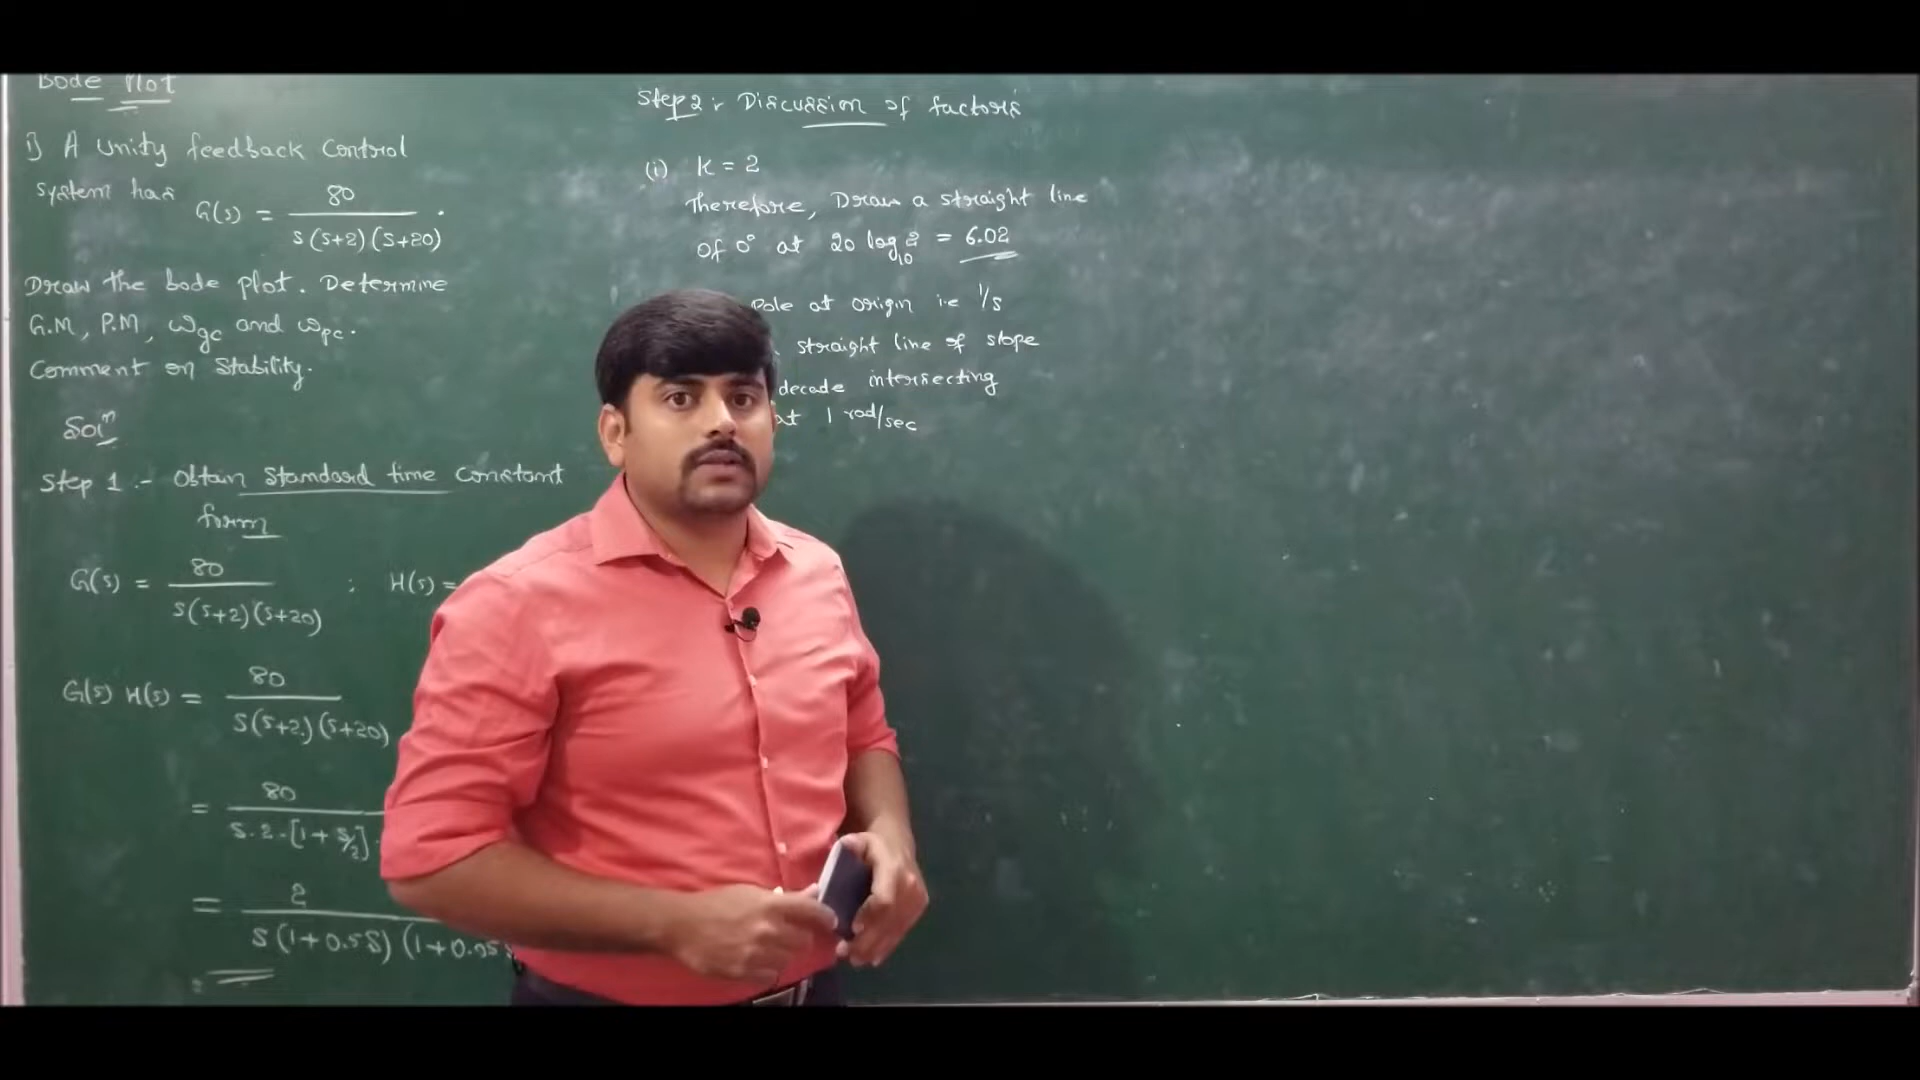 Bode Plot
1) A unity feedback control
system has G(s) = 80 / s(s+2)(s+20).
Draw the bode plot. Determine
G.M, P.M, ωgc and ωpc.
Comment on stability.
Solⁿ
Step 1 :- Obtain standard time constant
form
G(s) = 80 / s(s+2)(s+20) ; H(s) =
G(s) H(s) = 80 / s(s+2)(s+20)
= 80 / s·2·[1+s/2]·
= 2 / s(1+0.5s)(1+0.05s
Step 2: Discussion of factors
(i) K = 2
Therefore, Draw a straight line
of 0° at 20 log₁₀ 2 = 6.02
Pole at origin i.e 1/s
straight line of slope
decade intersecting
at 1 rad/sec